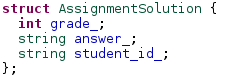 struct AssignmentSolution {
  int grade_;
  string answer_;
  string student_id_;
};